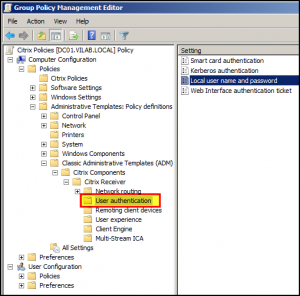 Group Policy Management Editor
File Action View Help
Citrix Policies [DC01.VILAB.LOCAL] Policy
Computer Configuration
Policies
Citrix Policies
Software Settings
Windows Settings
Administrative Templates: Policy definitions
Control Panel
Network
Printers
System
Windows Components
Classic Administrative Templates (ADM)
Citrix Components
Citrix Receiver
Network routing
User authentication
Remoting client devices
User experience
Client Engine
Multi-Stream ICA
All Settings
Preferences
User Configuration
Policies
Preferences
Setting
Smart card authentication
Kerberos authentication
Local user name and password
Web Interface authentication ticket